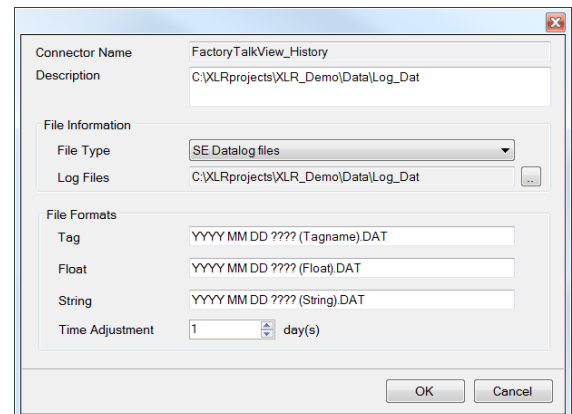 Connector Name FactoryTalkView_History
Description C:\XLRprojects\XLR_Demo\Data\Log_Dat
File Information
File Type SE Datalog files
Log Files C:\XLRprojects\XLR_Demo\Data\Log_Dat ..
File Formats
Tag YYYY MM DD ???? (Tagname).DAT
Float YYYY MM DD ???? (Float).DAT
String YYYY MM DD ???? (String).DAT
Time Adjustment 1 day(s)
OK Cancel